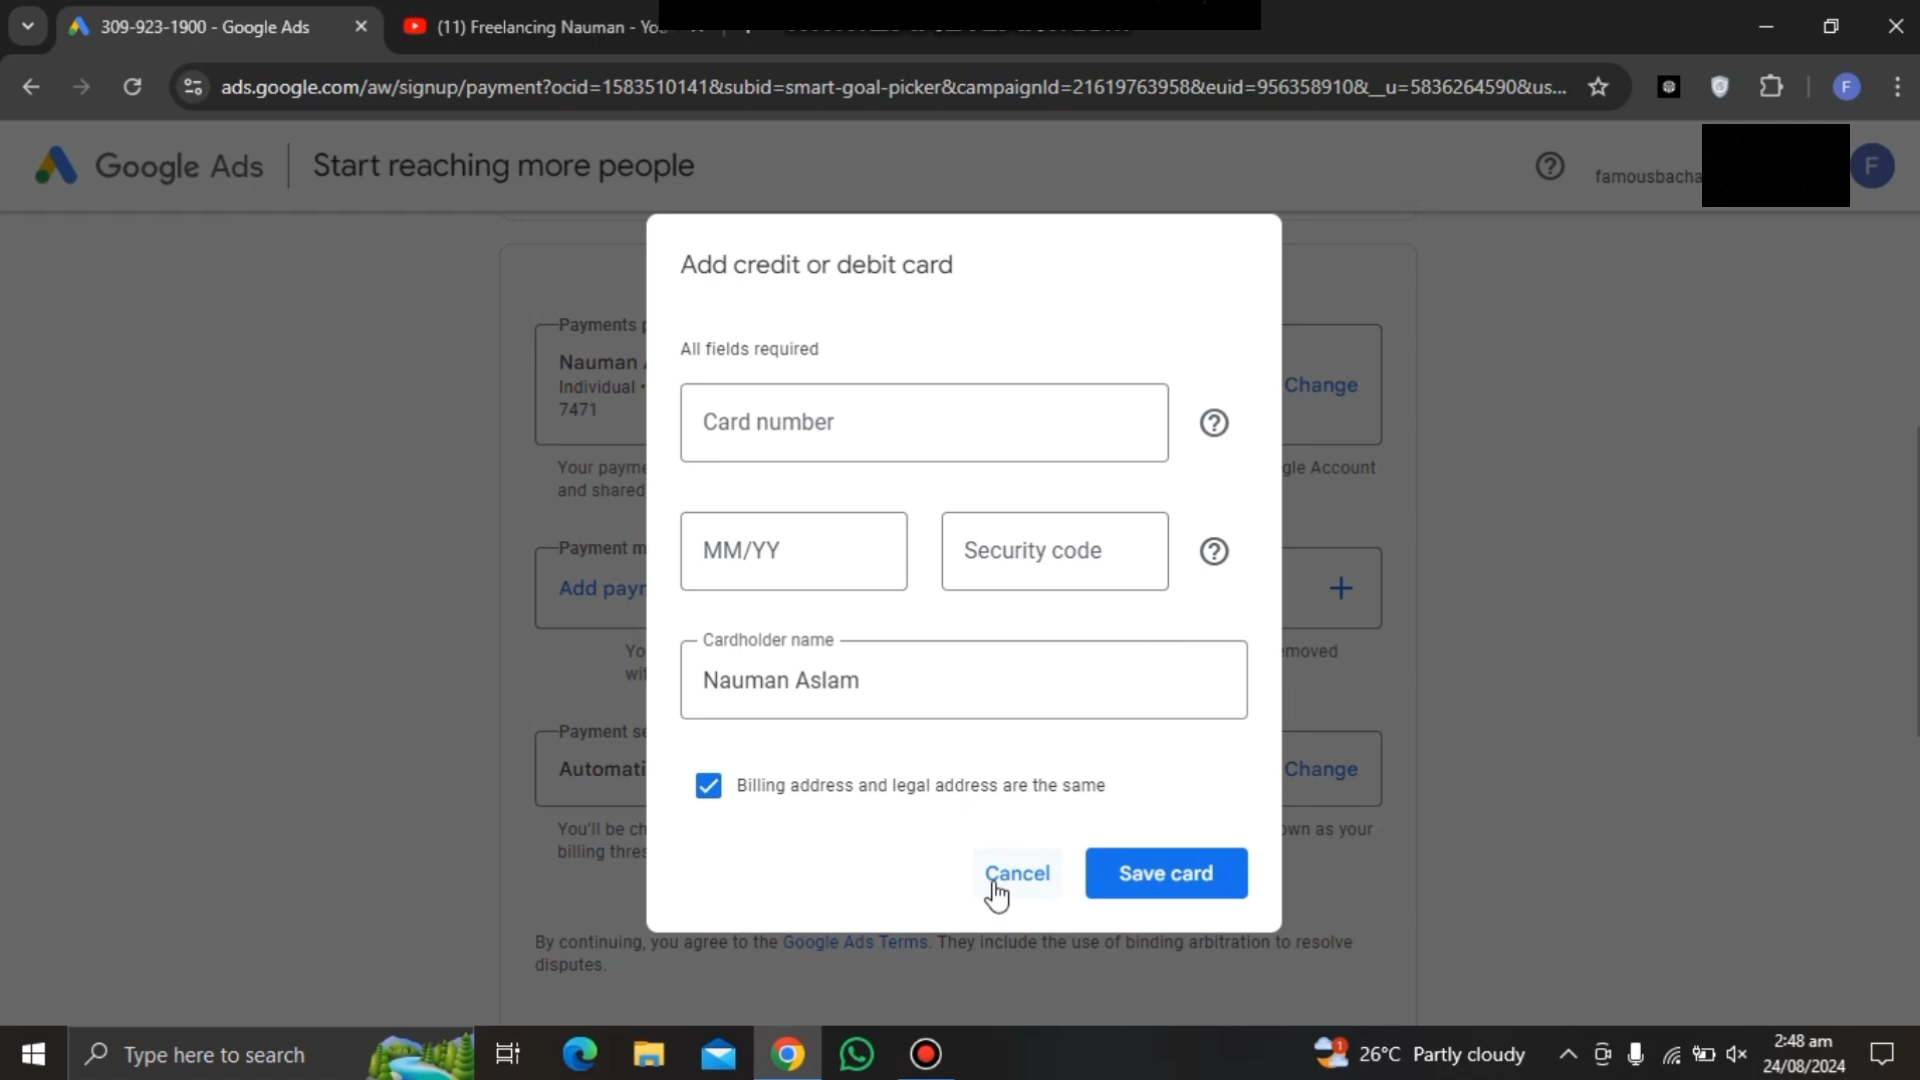 309-923-1900 - Google Ads
(11) Freelancing Nauman - Yo
ads.google.com/aw/signup/payment?ocid=1583510141&subid=smart-goal-picker&campaignId=21619763958&euid=956358910&__u=5836264590&us...
F
Google Ads
Start reaching more people
famousbacha
F
Add credit or debit card
All fields required
Payments p
Nauman
Individual •
7471
Change
Card number
Your payme
gle Account
and shared
MM/YY
Security code
Payment m
Add payn
Yo
emoved
wit
Cardholder name
Nauman Aslam
Payment se
Automati
Change
Billing address and legal address are the same
You'll be ch
own as your
billing thres
Cancel
Save card
By continuing, you agree to the Google Ads Terms. They include the use of binding arbitration to resolve
disputes.
Type here to search
1
26°C Partly cloudy
2:48 am
24/08/2024